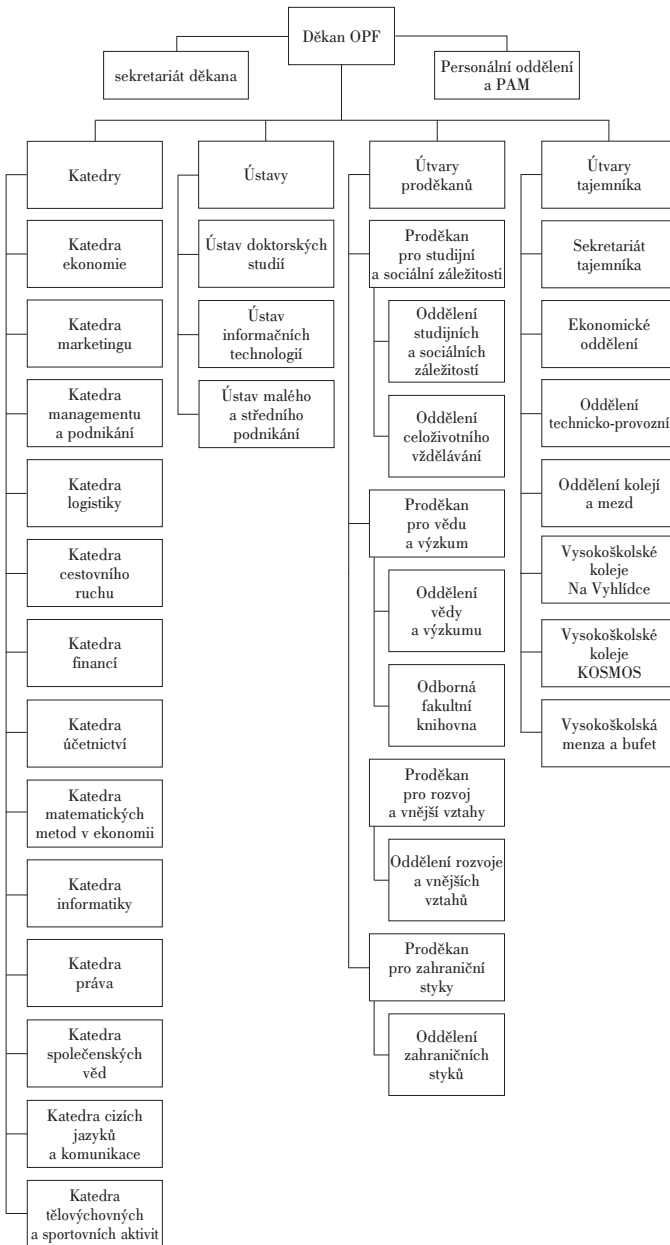 Děkan OPF
sekretariát děkana
Personální oddělení
a PAM
Katedry
Katedra
ekonomie
Katedra
marketingu
Katedra
managementu
a podnikání
Katedra
logistiky
Katedra
cestovního
ruchu
Katedra
financí
Katedra
účetnictví
Katedra
matematických
metod v ekonomii
Katedra
informatiky
Katedra
práva
Katedra
společenských
věd
Katedra cizích
jazyků
a komunikace
Katedra
tělovýchovných
a sportovních aktivit
Ústavy
Ústav doktorských
studií
Ústav
informačních
technologií
Ústav malého
a středního
podnikání
Útvary
proděkanů
Proděkan
pro studijní
a sociální záležitosti
Oddělení
studijních
a sociálních
záležitostí
Oddělení
celoživotního
vždělávání
Proděkan
pro vědu
a výzkum
Oddělení
vědy
a výzkumu
Odborná
fakultní
knihovna
Proděkan
pro rozvoj
a vnější vztahy
Oddělení rozvoje
a vnějších
vztahů
Proděkan
pro zahraniční
styky
Oddělení
zahraničních
styků
Útvary
tajemníka
Sekretariát
tajemníka
Ekonomické
oddělení
Oddělení
technicko-provozní
Oddělení kolejí
a mezd
Vysokoškolské
koleje
Na Vyhlídce
Vysokoškolské
koleje
KOSMOS
Vysokoškolská
menza a bufet